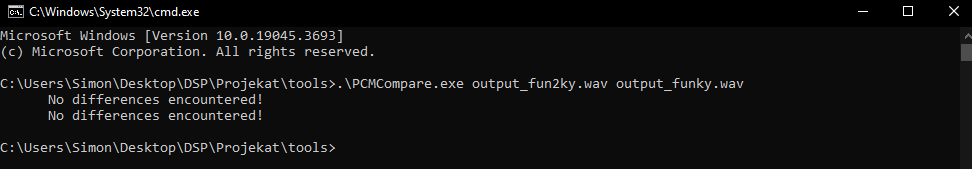 C:\Windows\System32\cmd.exe
Microsoft Windows [Version 10.0.19045.3693]
(c) Microsoft Corporation. All rights reserved.
C:\Users\Simon\Desktop\DSP\Projekat\tools>.\PCMCompare.exe output_fun2ky.wav output_funky.wav
No differences encountered!
No differences encountered!
C:\Users\Simon\Desktop\DSP\Projekat\tools>